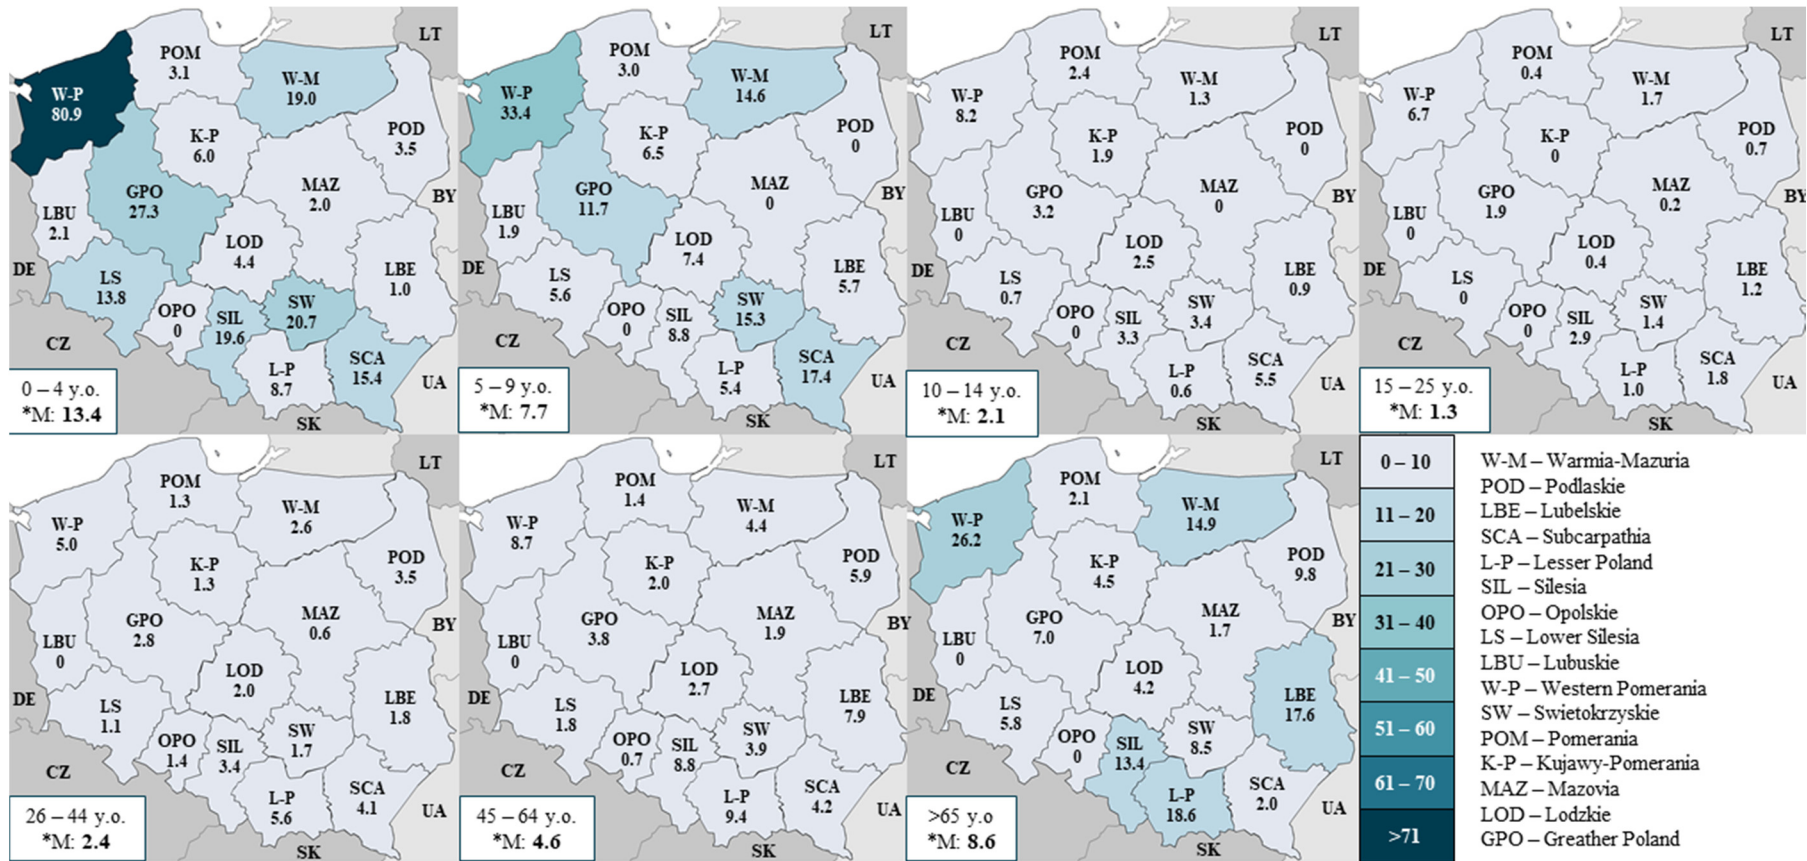 LT
POM
3.1
W-M
19.0
W-P
80.9
K-P
6.0
POD
3.5
MAZ
2.0
GPO
27.3
BY
LBU
2.1
LOD
4.4
DE
LS
13.8
LBE
1.0
SW
20.7
OPO
0
SIL
19.6
CZ
SCA
15.4
L-P
8.7
UA
0 – 4 y.o.
*M: 13.4
SK
LT
POM
3.0
W-M
14.6
W-P
33.4
K-P
6.5
POD
0
MAZ
0
GPO
11.7
BY
LBU
1.9
LOD
7.4
DE
LS
5.6
LBE
5.7
SW
15.3
OPO
0
SIL
8.8
CZ
SCA
17.4
L-P
5.4
UA
5 – 9 y.o.
*M: 7.7
SK
LT
POM
2.4
W-M
1.3
W-P
8.2
K-P
1.9
POD
0
MAZ
0
GPO
3.2
BY
LBU
0
LOD
2.5
DE
LS
0.7
LBE
0.9
SW
3.4
OPO
0
SIL
3.3
CZ
SCA
5.5
L-P
0.6
UA
10 – 14 y.o.
*M: 2.1
SK
LT
POM
0.4
W-M
1.7
W-P
6.7
K-P
0
POD
0.7
MAZ
0.2
GPO
1.9
BY
LBU
0
LOD
0.4
DE
LS
0
LBE
1.2
SW
1.4
OPO
0
SIL
2.9
CZ
SCA
1.8
L-P
1.0
UA
15 – 25 y.o.
*M: 1.3
SK
LT
POM
1.3
W-M
2.6
W-P
5.0
K-P
1.3
POD
3.5
MAZ
0.6
GPO
2.8
BY
LBU
0
LOD
2.0
DE
LS
1.1
LBE
1.8
SW
1.7
OPO
1.4
SIL
3.4
CZ
SCA
4.1
L-P
5.6
UA
26 – 44 y.o.
*M: 2.4
SK
LT
POM
1.4
W-M
4.4
W-P
8.7
K-P
2.0
POD
5.9
MAZ
1.9
GPO
3.8
BY
LBU
0
LOD
2.7
DE
LS
1.8
LBE
7.9
SW
3.9
OPO
0.7
SIL
8.8
CZ
SCA
4.2
L-P
9.4
UA
45 – 64 y.o.
*M: 4.6
SK
LT
POM
2.1
W-M
14.9
W-P
26.2
K-P
4.5
POD
9.8
MAZ
1.7
GPO
7.0
BY
LBU
0
LOD
4.2
DE
LS
5.8
LBE
17.6
SW
8.5
OPO
0
SIL
13.4
CZ
SCA
2.0
L-P
18.6
UA
>65 y.o
*M: 8.6
SK
0 – 10
11 – 20
21 – 30
31 – 40
41 – 50
51 – 60
61 – 70
>71
W-M – Warmia-Mazuria
POD – Podlaskie
LBE – Lubelskie
SCA – Subcarpathia
L-P – Lesser Poland
SIL – Silesia
OPO – Opolskie
LS – Lower Silesia
LBU – Lubuskie
W-P – Western Pomerania
SW – Swietokrzyskie
POM – Pomerania
K-P – Kujawy-Pomerania
MAZ – Mazovia
LOD – Lodzkie
GPO – Greather Poland